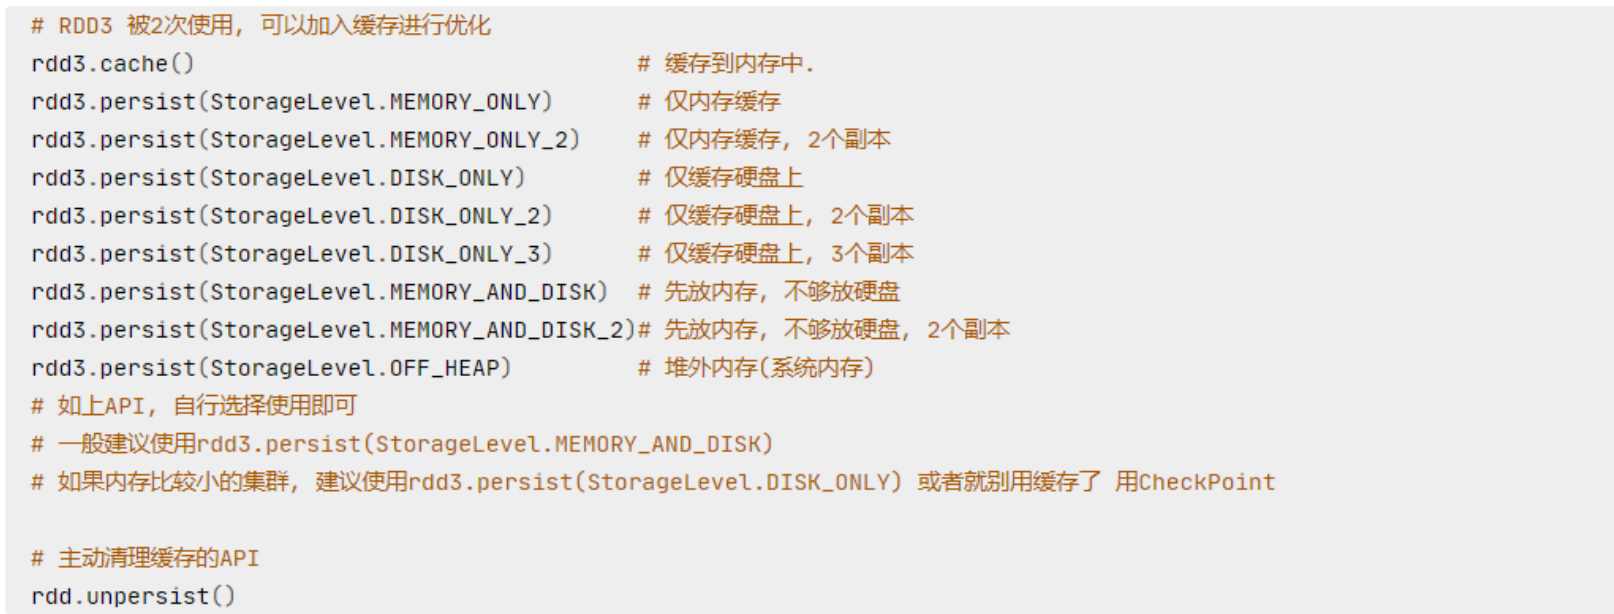 # RDD3 被2次使用, 可以加入缓存进行优化
rdd3.cache() # 缓存到内存中.
rdd3.persist(StorageLevel.MEMORY_ONLY) # 仅内存缓存
rdd3.persist(StorageLevel.MEMORY_ONLY_2) # 仅内存缓存, 2个副本
rdd3.persist(StorageLevel.DISK_ONLY) # 仅缓存硬盘上
rdd3.persist(StorageLevel.DISK_ONLY_2) # 仅缓存硬盘上, 2个副本
rdd3.persist(StorageLevel.DISK_ONLY_3) # 仅缓存硬盘上, 3个副本
rdd3.persist(StorageLevel.MEMORY_AND_DISK) # 先放内存, 不够放硬盘
rdd3.persist(StorageLevel.MEMORY_AND_DISK_2)# 先放内存, 不够放硬盘, 2个副本
rdd3.persist(StorageLevel.OFF_HEAP) # 堆外内存(系统内存)
# 如上API, 自行选择使用即可
# 一般建议使用rdd3.persist(StorageLevel.MEMORY_AND_DISK)
# 如果内存比较小的集群, 建议使用rdd3.persist(StorageLevel.DISK_ONLY) 或者就别用缓存了 用CheckPoint
# 主动清理缓存的API
rdd.unpersist()